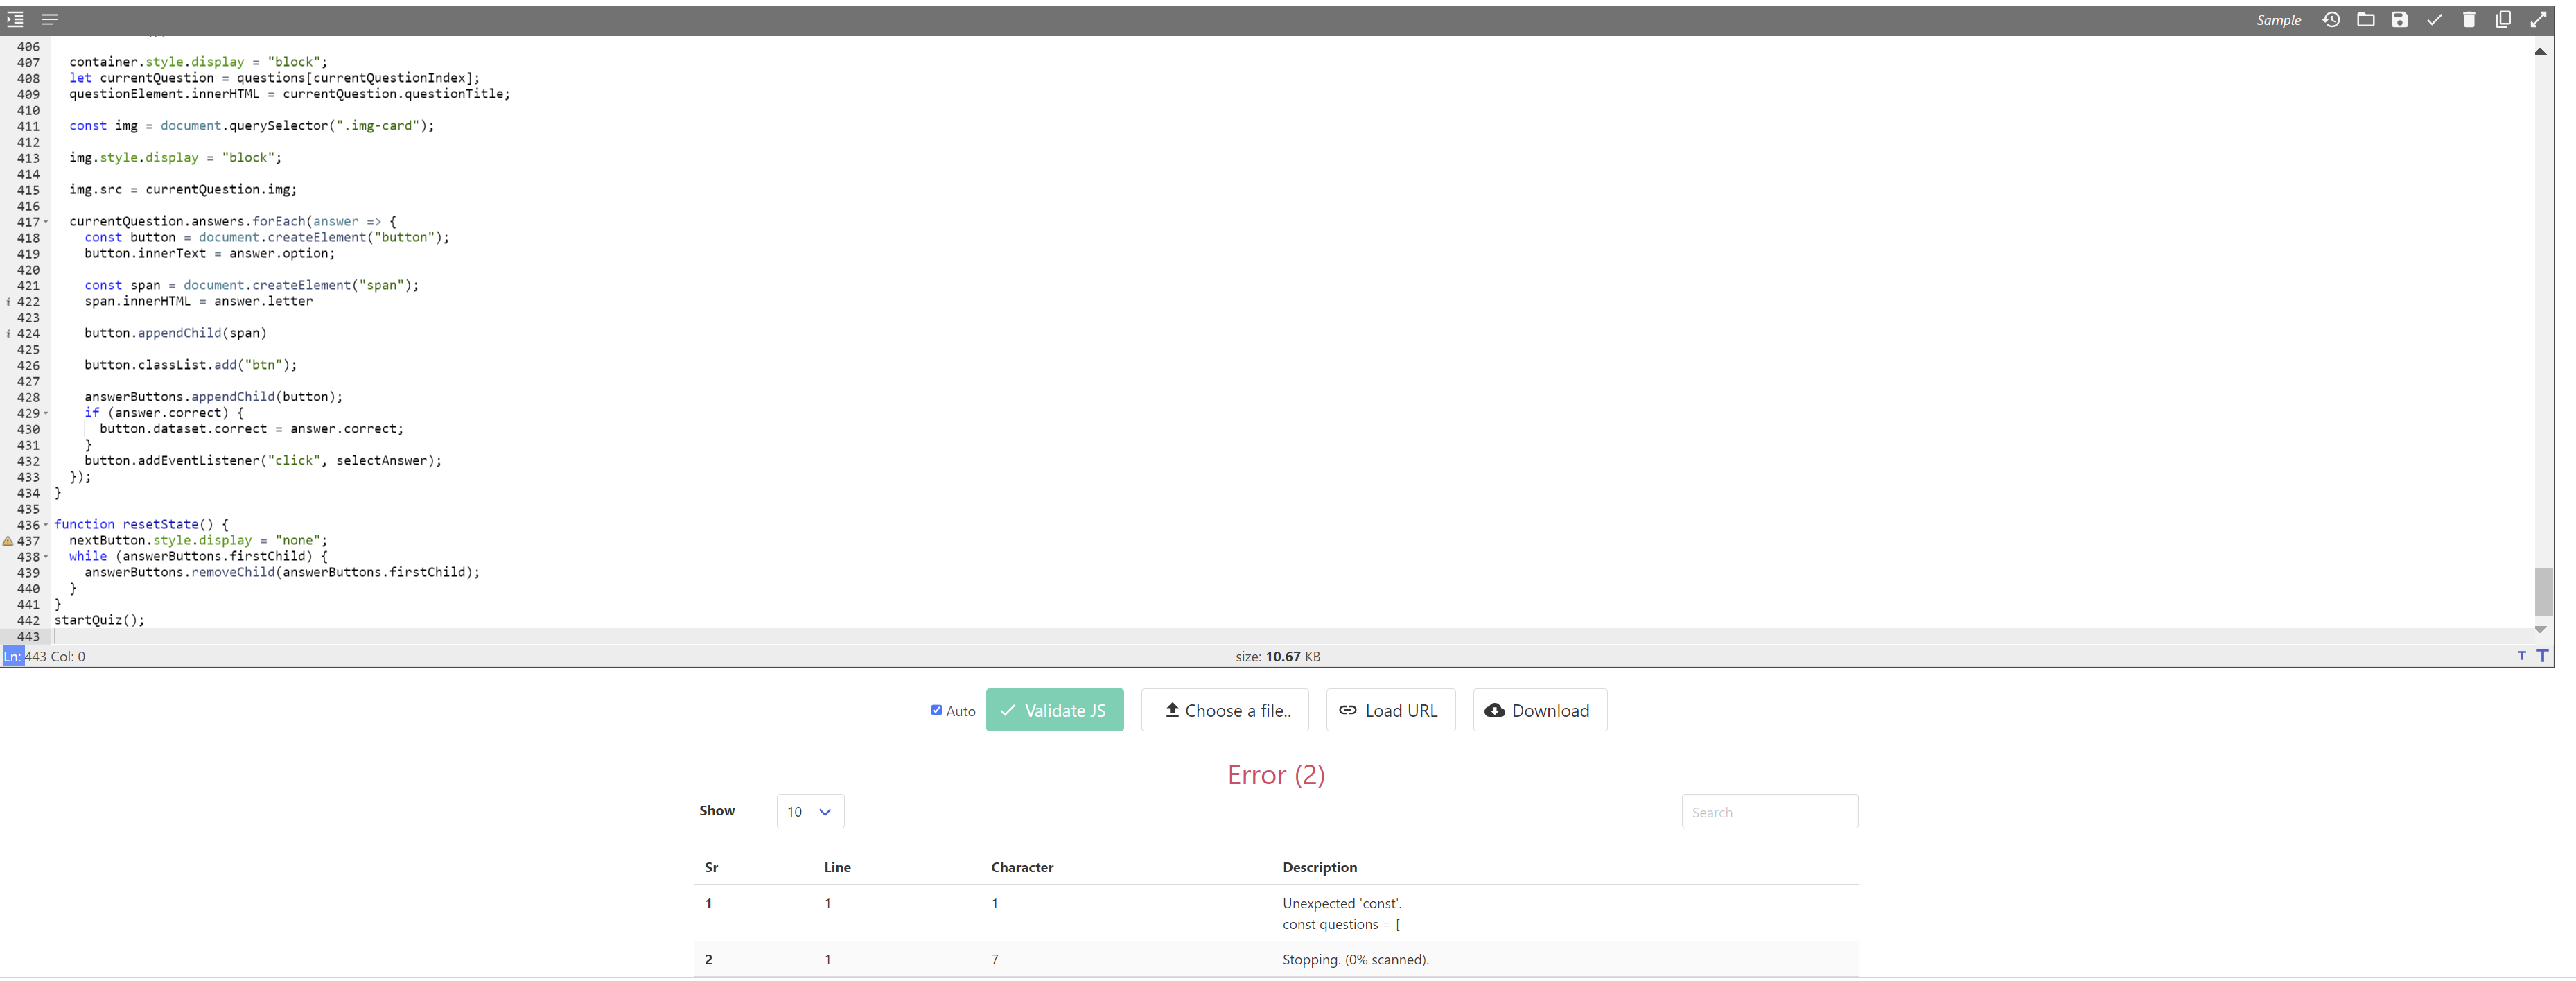 Sample
406
407 container.style.display = "block";
408 let currentQuestion = questions[currentQuestionIndex];
409 questionElement.innerHTML = currentQuestion.questionTitle;
410
411 const img = document.querySelector(".img-card");
412
413 img.style.display = "block";
414
415 img.src = currentQuestion.img;
416
417 currentQuestion.answers.forEach(answer => {
418 const button = document.createElement("button");
419 button.innerText = answer.option;
420
421 const span = document.createElement("span");
i 422 span.innerHTML = answer.letter
423
i 424 button.appendChild(span)
425
426 button.classList.add("btn");
427
428 answerButtons.appendChild(button);
429 if (answer.correct) {
430 button.dataset.correct = answer.correct;
431 }
432 button.addEventListener("click", selectAnswer);
433 });
434 }
435
436 function resetState() {
437 nextButton.style.display = "none";
438 while (answerButtons.firstChild) {
439 answerButtons.removeChild(answerButtons.firstChild);
440 }
441 }
442 startQuiz();
443
Ln: 443 Col: 0 size: 10.67 KB T T
Auto Validate JS Choose a file.. Load URL Download
Error (2)
Show 10 Search
Sr Line Character Description
1 1 1 Unexpected 'const'.
const questions = [
2 1 7 Stopping. (0% scanned).